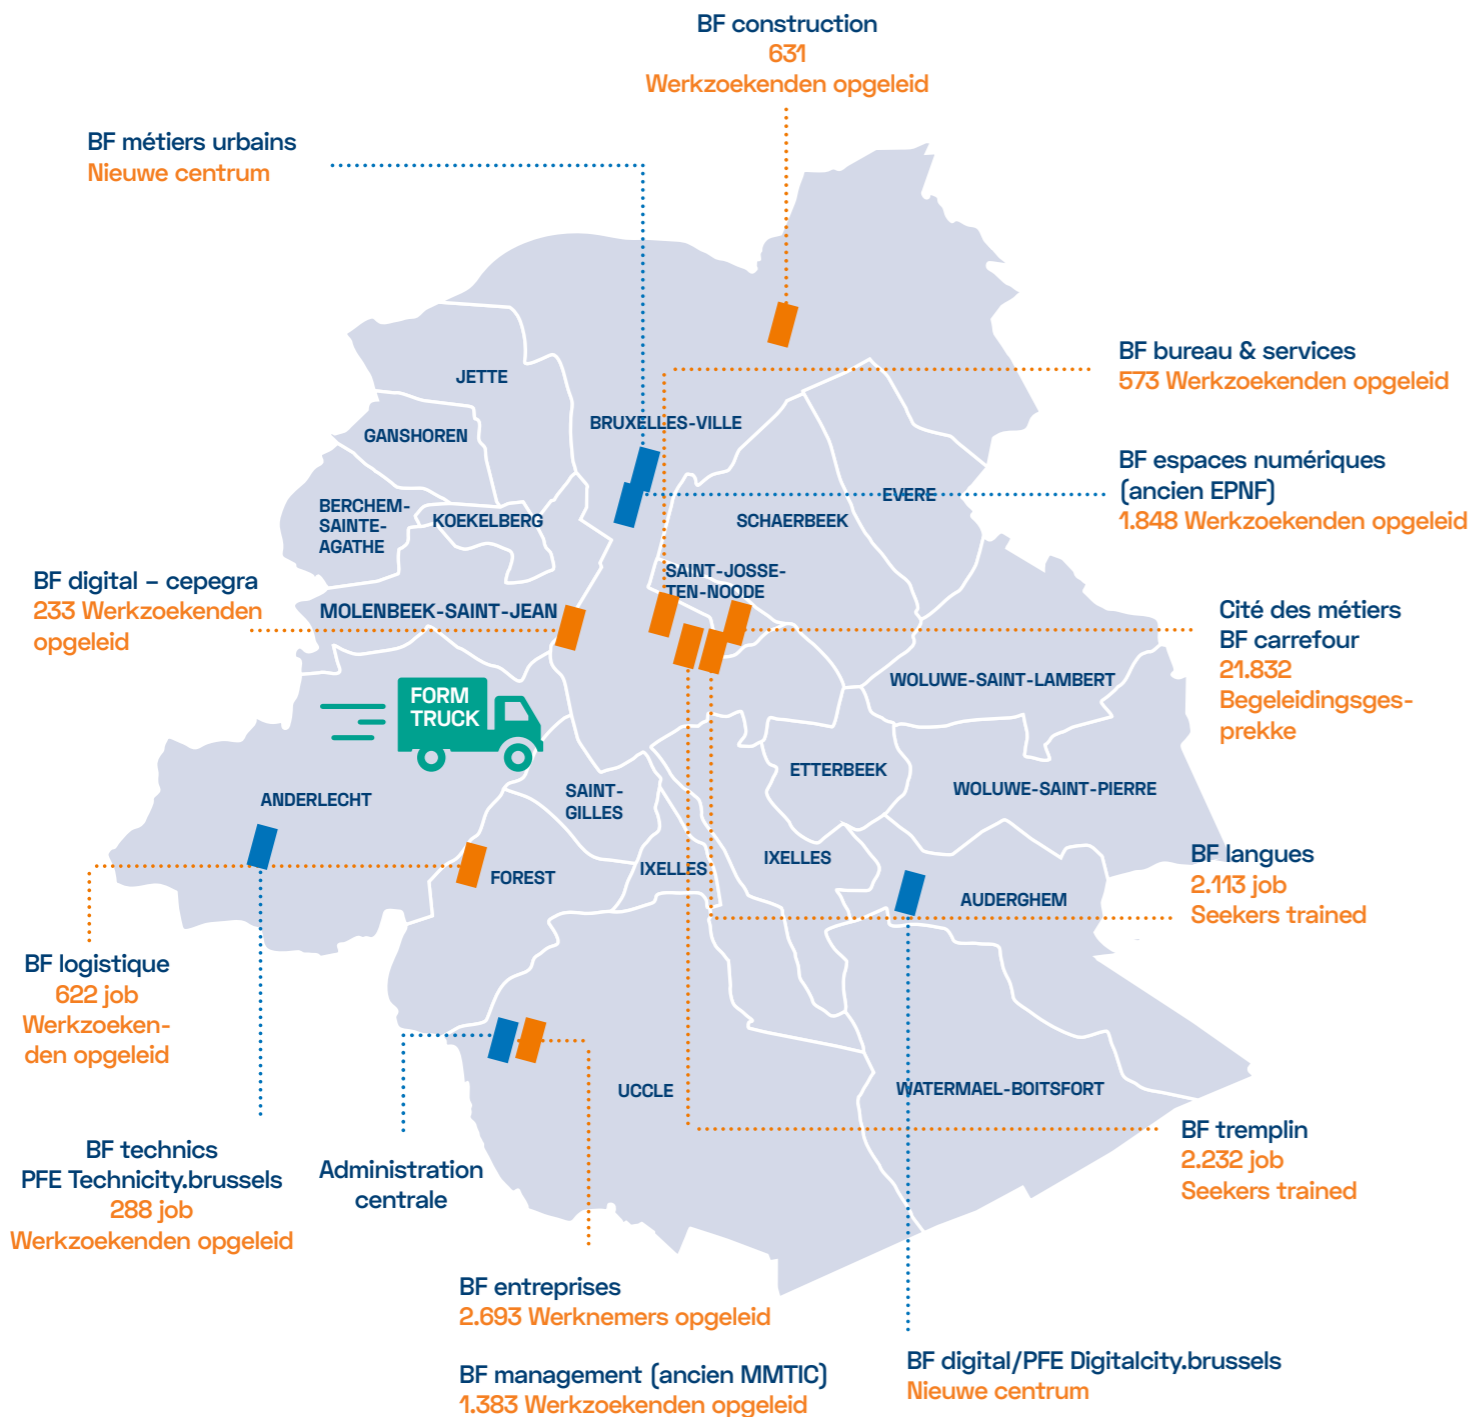 BF construction
631
Werkzoekenden opgeleid
BF métiers urbains
Nieuwe centrum
BF bureau & services
573 Werkzoekenden opgeleid
JETTE
BRUXELLES-VILLE
GANSHOREN
BF espaces numériques
(ancien EPNF)
1.848 Werkzoekenden opgeleid
EVERE
BERCHEM-
SAINTE-
AGATHE
KOEKELBERG
SCHAERBEEK
SAINT-JOSSE-
TEN-NOODE
BF digital – cepegra
233 Werkzoekenden
opgeleid
MOLENBEEK-SAINT-JEAN
Cité des métiers
BF carrefour
21.832
Begeleidingsges-
prekke
WOLUWE-SAINT-LAMBERT
FORM
TRUCK
ETTERBEEK
WOLUWE-SAINT-PIERRE
ANDERLECHT
SAINT-
GILLES
IXELLES
IXELLES
FOREST
AUDERGHEM
BF langues
2.113 job
Seekers trained
BF logistique
622 job
Werkzoeken-
den opgeleid
UCCLE
WATERMAEL-BOITSFORT
BF technics
PFE Technicity.brussels
288 job
Werkzoekenden opgeleid
Administration
centrale
BF tremplin
2.232 job
Seekers trained
BF entreprises
2.693 Werknemers opgeleid
BF management (ancien MMTIC)
1.383 Werkzoekenden opgeleid
BF digital/PFE Digitalcity.brussels
Nieuwe centrum